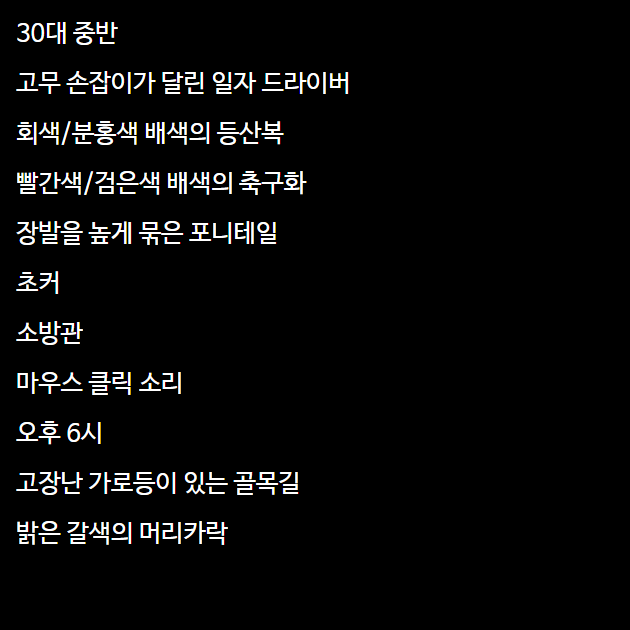 30대 중반
고무 손잡이가 달린 일자 드라이버
회색/분홍색 배색의 등산복
빨간색/검은색 배색의 축구화
장발을 높게 묶은 포니테일
초커
소방관
마우스 클릭 소리
오후 6시
고장난 가로등이 있는 골목길
밝은 갈색의 머리카락